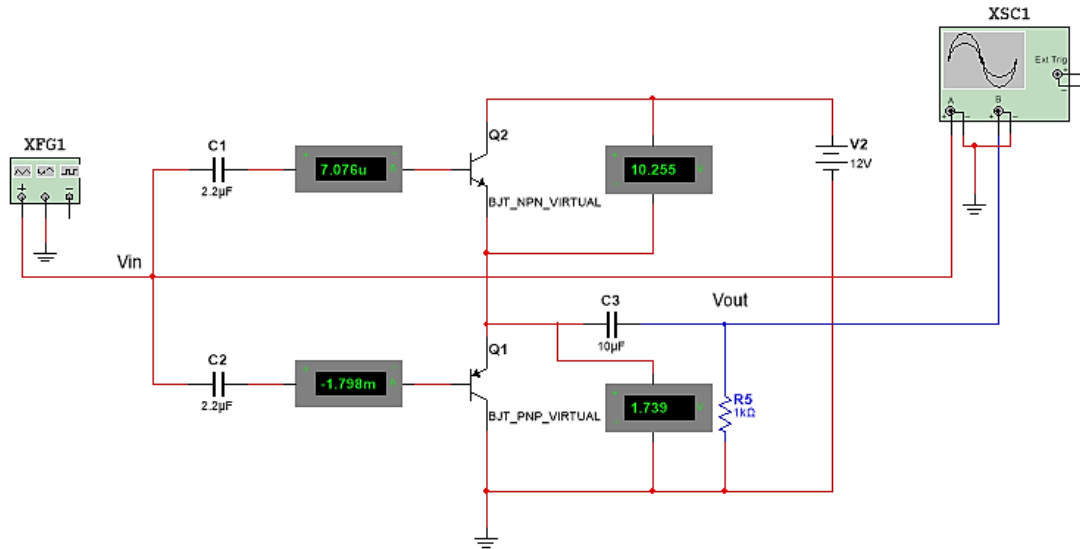 XSC1
Ext Trig
A
B
XFG1
C1
2.2µF
7.076u
A
Q2
BJT_NPN_VIRTUAL
10.255
V
V2
12V
Vin
C3
10µF
Vout
C2
2.2µF
-1.798m
A
Q1
BJT_PNP_VIRTUAL
1.739
V
R5
1kΩ